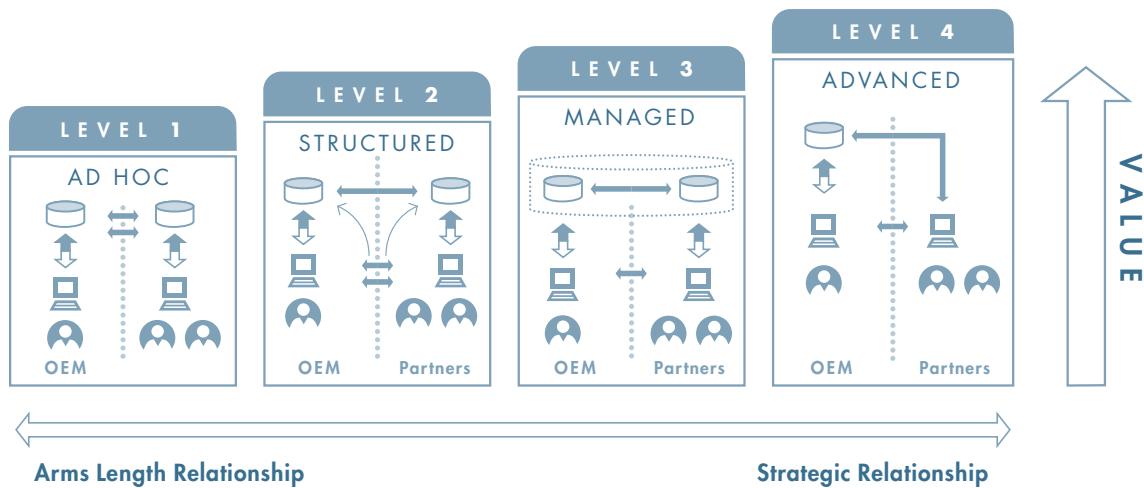 LEVEL 1
AD HOC
OEM
LEVEL 2
STRUCTURED
OEM Partners
LEVEL 3
MANAGED
OEM Partners
LEVEL 4
ADVANCED
OEM Partners
VALUE
Arms Length Relationship
Strategic Relationship